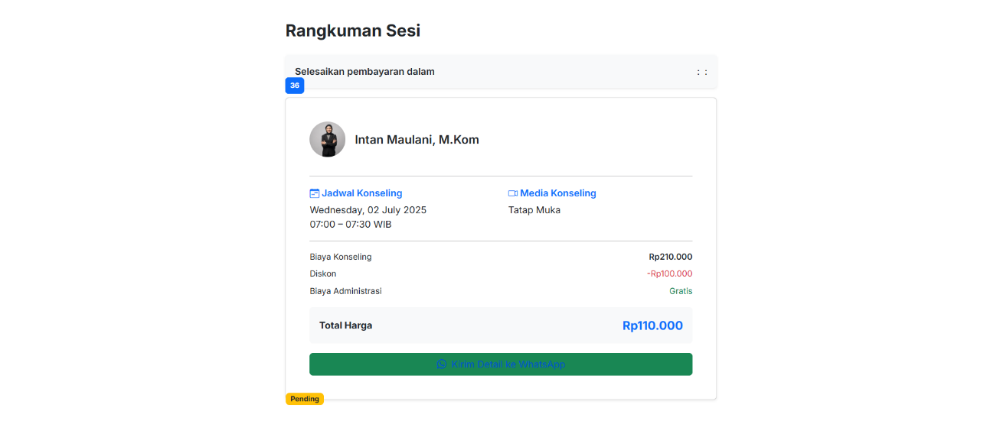 Rangkuman Sesi
Selesaikan pembayaran dalam : :
36
Intan Maulani, M.Kom
Jadwal Konseling
Wednesday, 02 July 2025
07:00 – 07:30 WIB
Media Konseling
Tatap Muka
Biaya Konseling Rp210.000
Diskon -Rp100.000
Biaya Administrasi Gratis
Total Harga Rp110.000
Kirim Detail ke WhatsApp
Pending